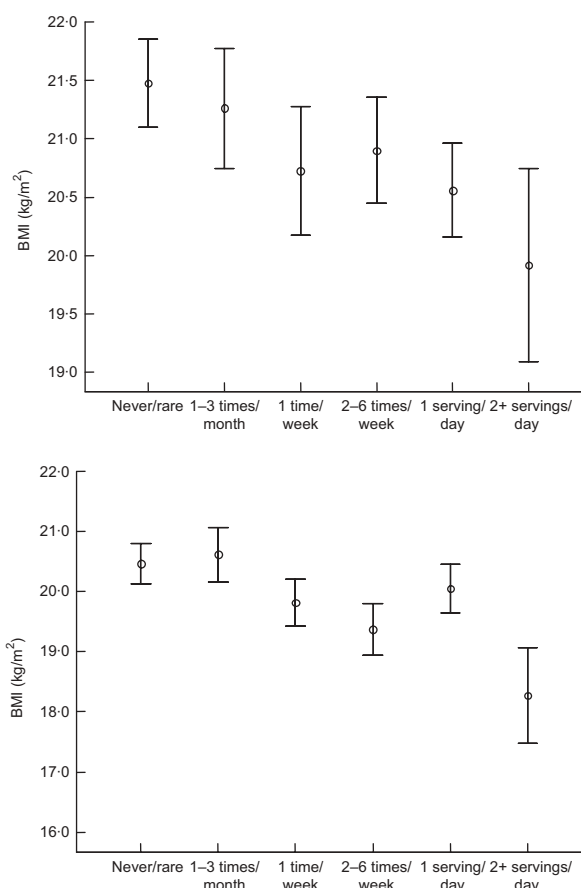 22·0
21·5
21·0
20·5
20·0
19·5
19·0
BMI (kg/m²)
Never/rare 1–3 times/ 1 time/ 2–6 times/ 1 serving/ 2+ servings/
month week week day day
22·0
21·0
20·0
19·0
18·0
17·0
16·0
BMI (kg/m²)
Never/rare 1–3 times/ 1 time/ 2–6 times/ 1 serving/ 2+ servings/
month week week day day